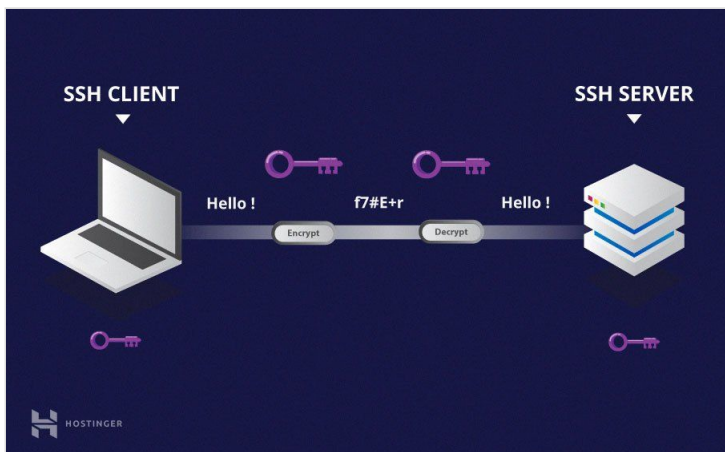 SSH CLIENT
SSH SERVER
Hello !
f7#E+r
Hello !
Encrypt
Decrypt
HOSTINGER